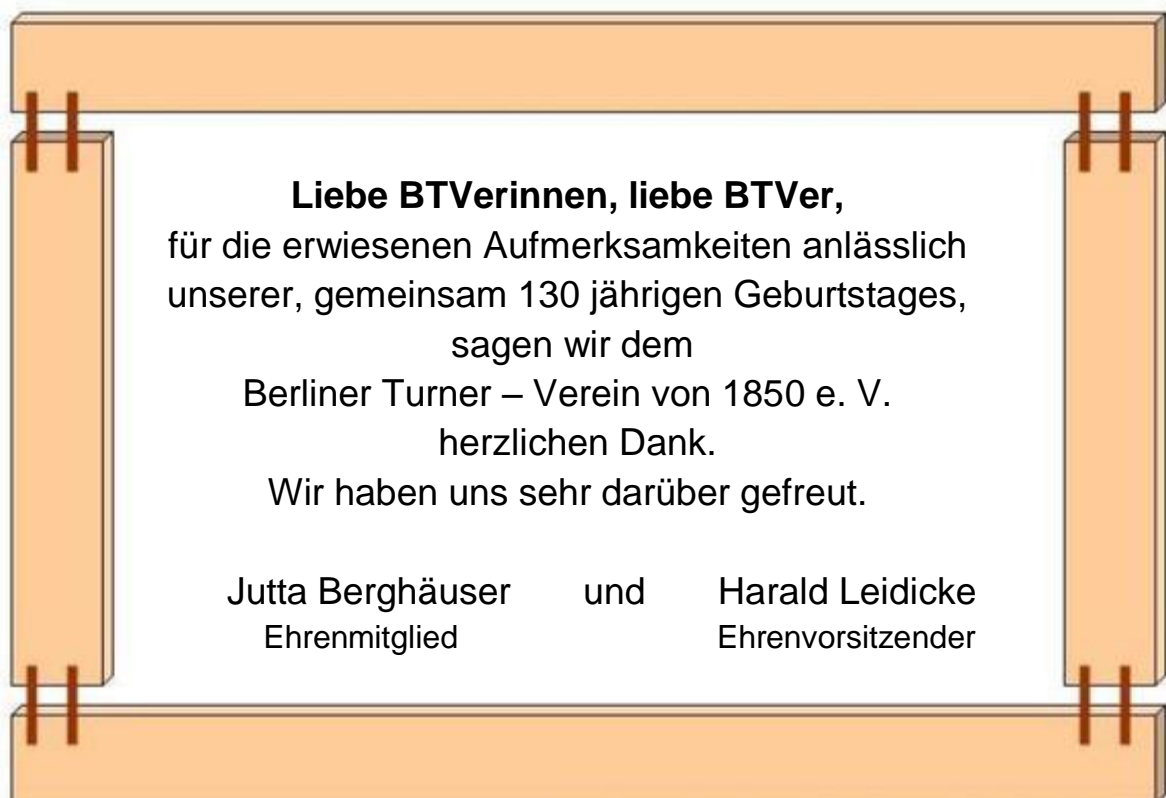 Liebe BTVerinnen, liebe BTVer,
für die erwiesenen Aufmerksamkeiten anlässlich
unserer, gemeinsam 130 jährigen Geburtstages,
sagen wir dem
Berliner Turner – Verein von 1850 e. V.
herzlichen Dank.
Wir haben uns sehr darüber gefreut.
Jutta Berghäuser und Harald Leidicke
Ehrenmitglied Ehrenvorsitzender